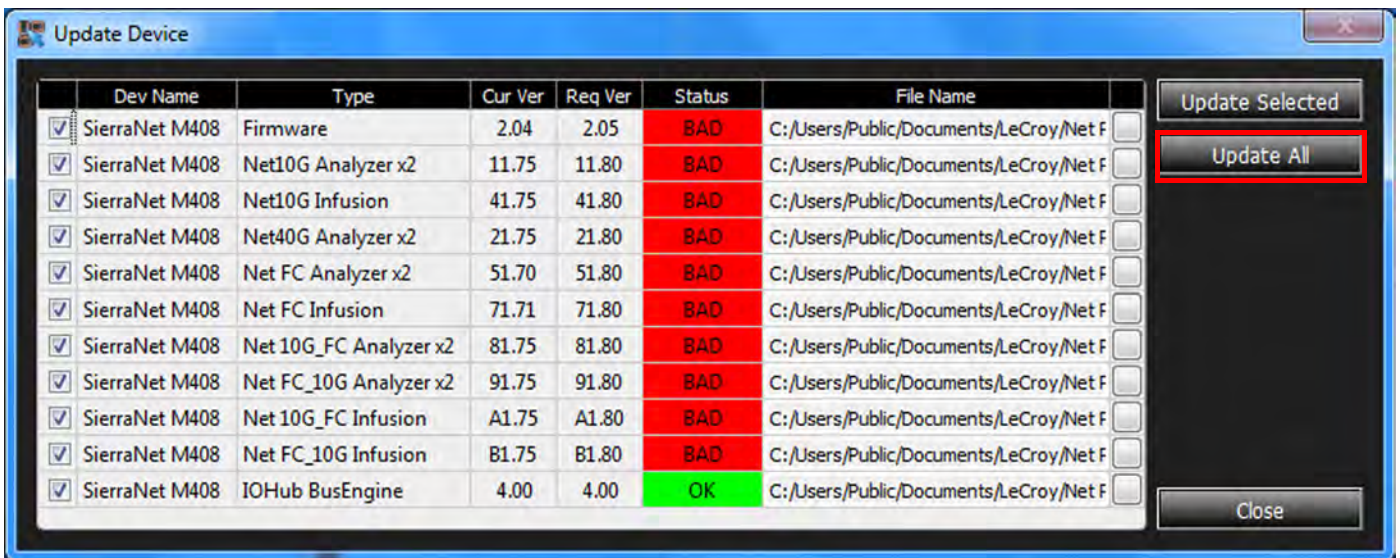 Update Device
Dev Name Type Cur Ver Req Ver Status File Name
Update Selected
SierraNet M408 Firmware 2.04 2.05 BAD C:/Users/Public/Documents/LeCroy/Net P
Update All
SierraNet M408 Net10G Analyzer x2 11.75 11.80 BAD C:/Users/Public/Documents/LeCroy/Net P
SierraNet M408 Net10G Infusion 41.75 41.80 BAD C:/Users/Public/Documents/LeCroy/Net P
SierraNet M408 Net40G Analyzer x2 21.75 21.80 BAD C:/Users/Public/Documents/LeCroy/Net P
SierraNet M408 Net FC Analyzer x2 51.70 51.80 BAD C:/Users/Public/Documents/LeCroy/Net P
SierraNet M408 Net FC Infusion 71.71 71.80 BAD C:/Users/Public/Documents/LeCroy/Net P
SierraNet M408 Net 10G_FC Analyzer x2 81.75 81.80 BAD C:/Users/Public/Documents/LeCroy/Net P
SierraNet M408 Net FC_10G Analyzer x2 91.75 91.80 BAD C:/Users/Public/Documents/LeCroy/Net P
SierraNet M408 Net 10G_FC Infusion A1.75 A1.80 BAD C:/Users/Public/Documents/LeCroy/Net P
SierraNet M408 Net FC_10G Infusion B1.75 B1.80 BAD C:/Users/Public/Documents/LeCroy/Net P
SierraNet M408 IOHub BusEngine 4.00 4.00 OK C:/Users/Public/Documents/LeCroy/Net P
Close